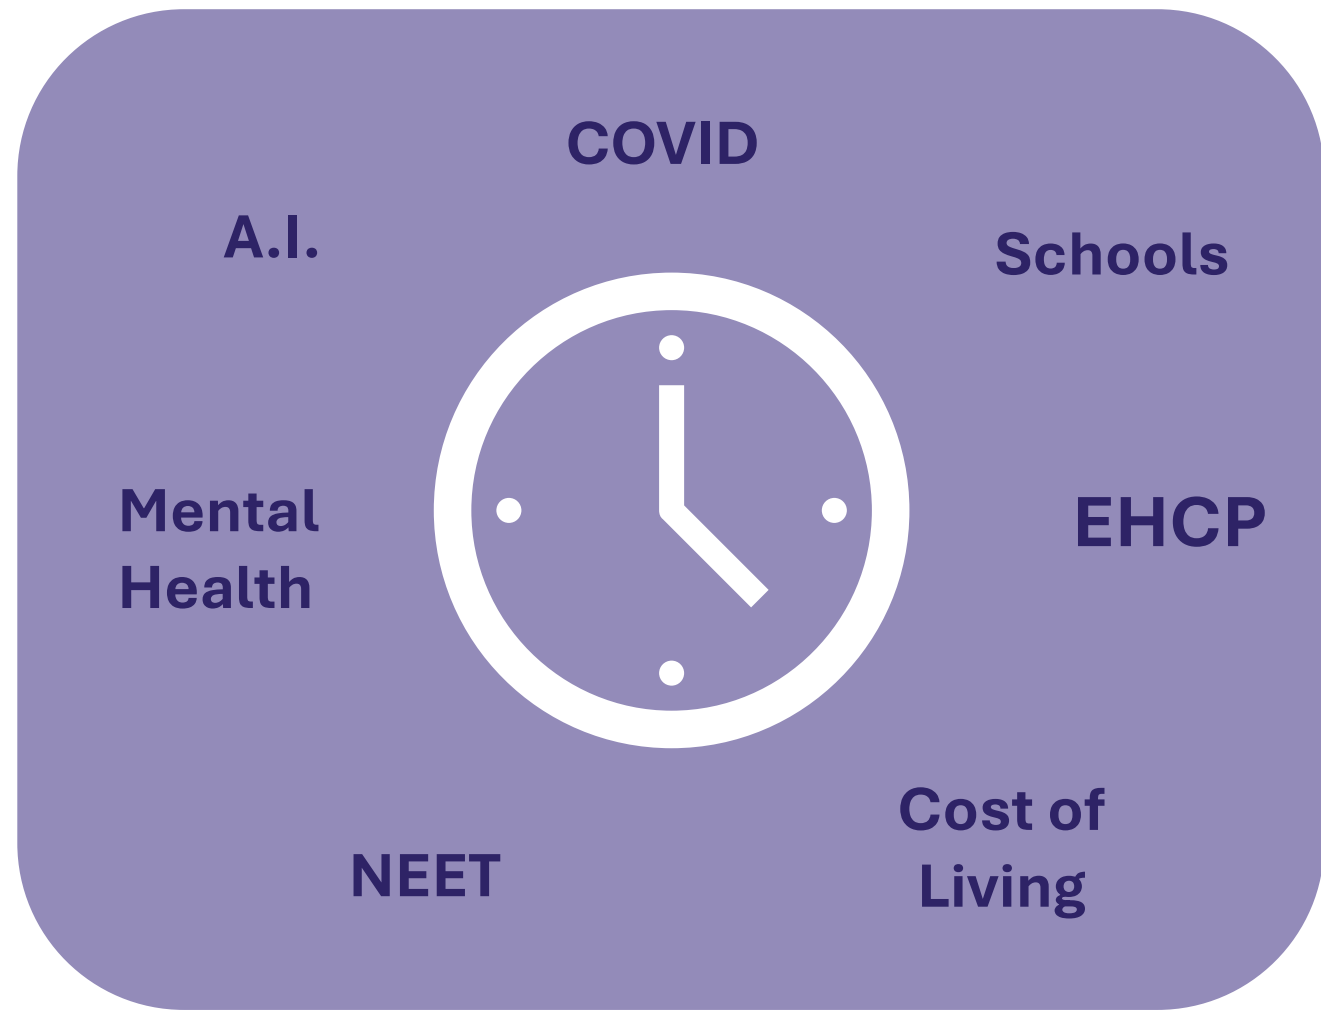 COVID
A.I.
Schools
Mental
Health
EHCP
Cost of
Living
NEET